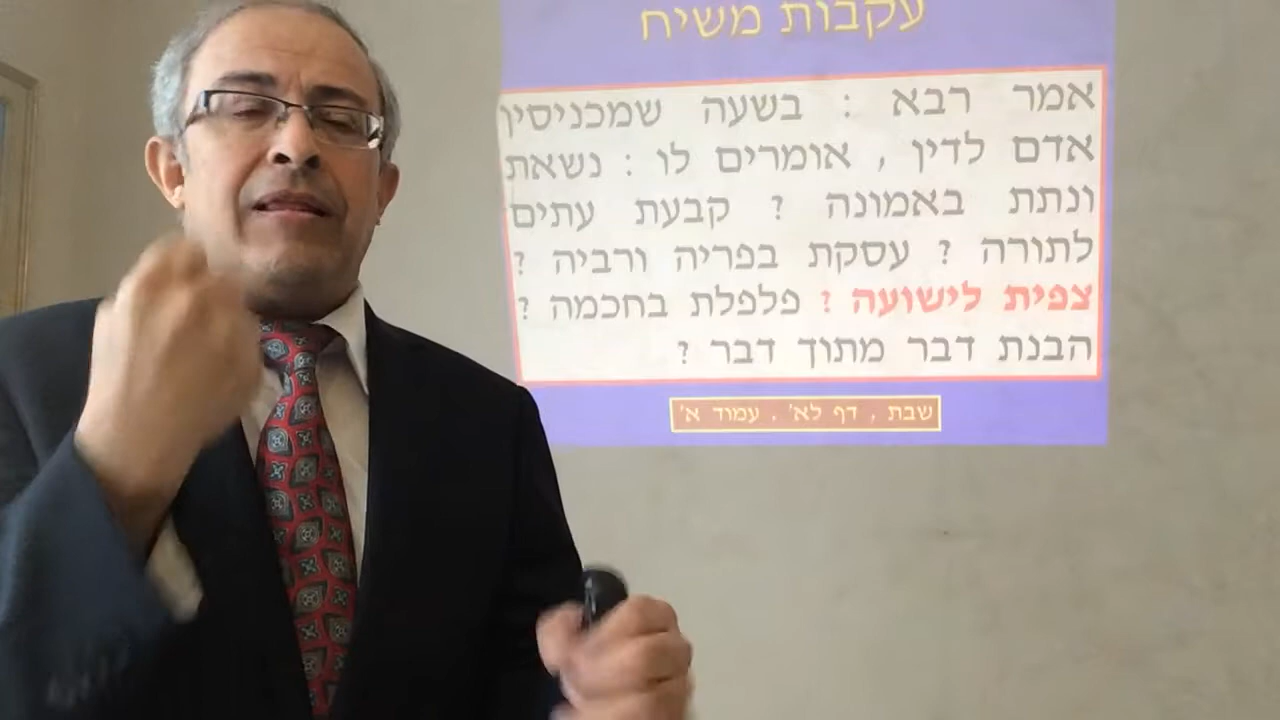 עקבות משיח
אמר רבא : בשעה שמכניסין
אדם לדין , אומרים לו : נשאת
ונתת באמונה ? קבעת עתים
לתורה ? עסקת בפריה ורביה ?
צפית לישועה ? פלפלת בחכמה ?
הבנת דבר מתוך דבר ?
שבת , דף לא' , עמוד א'